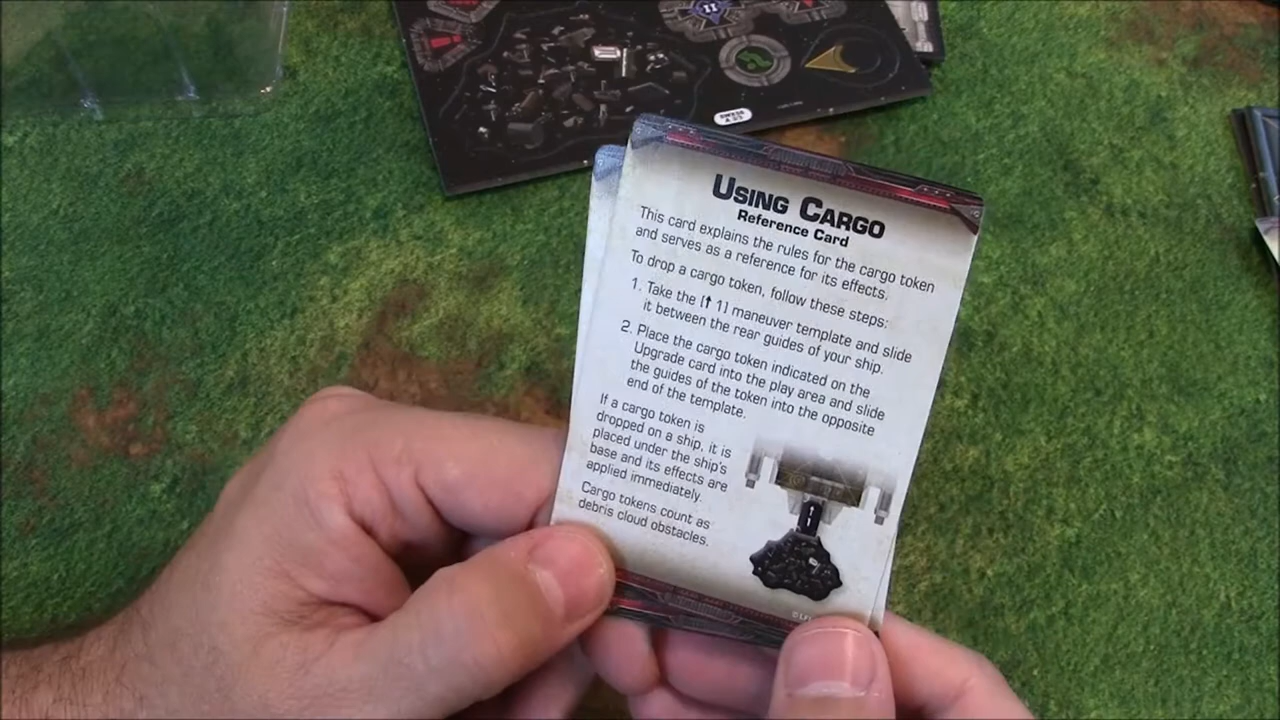 USING CARGO
Reference Card
This card explains the rules for the cargo token
and serves as a reference for its effects.
To drop a cargo token, follow these steps:
1. Take the [↑ 1] maneuver template and slide
it between the rear guides of your ship.
2. Place the cargo token indicated on the
Upgrade card into the play area and slide
the guides of the token into the opposite
end of the template.
If a cargo token is
dropped on a ship, it is
placed under the ship's
base and its effects are
applied immediately.
Cargo tokens count as
debris cloud obstacles.